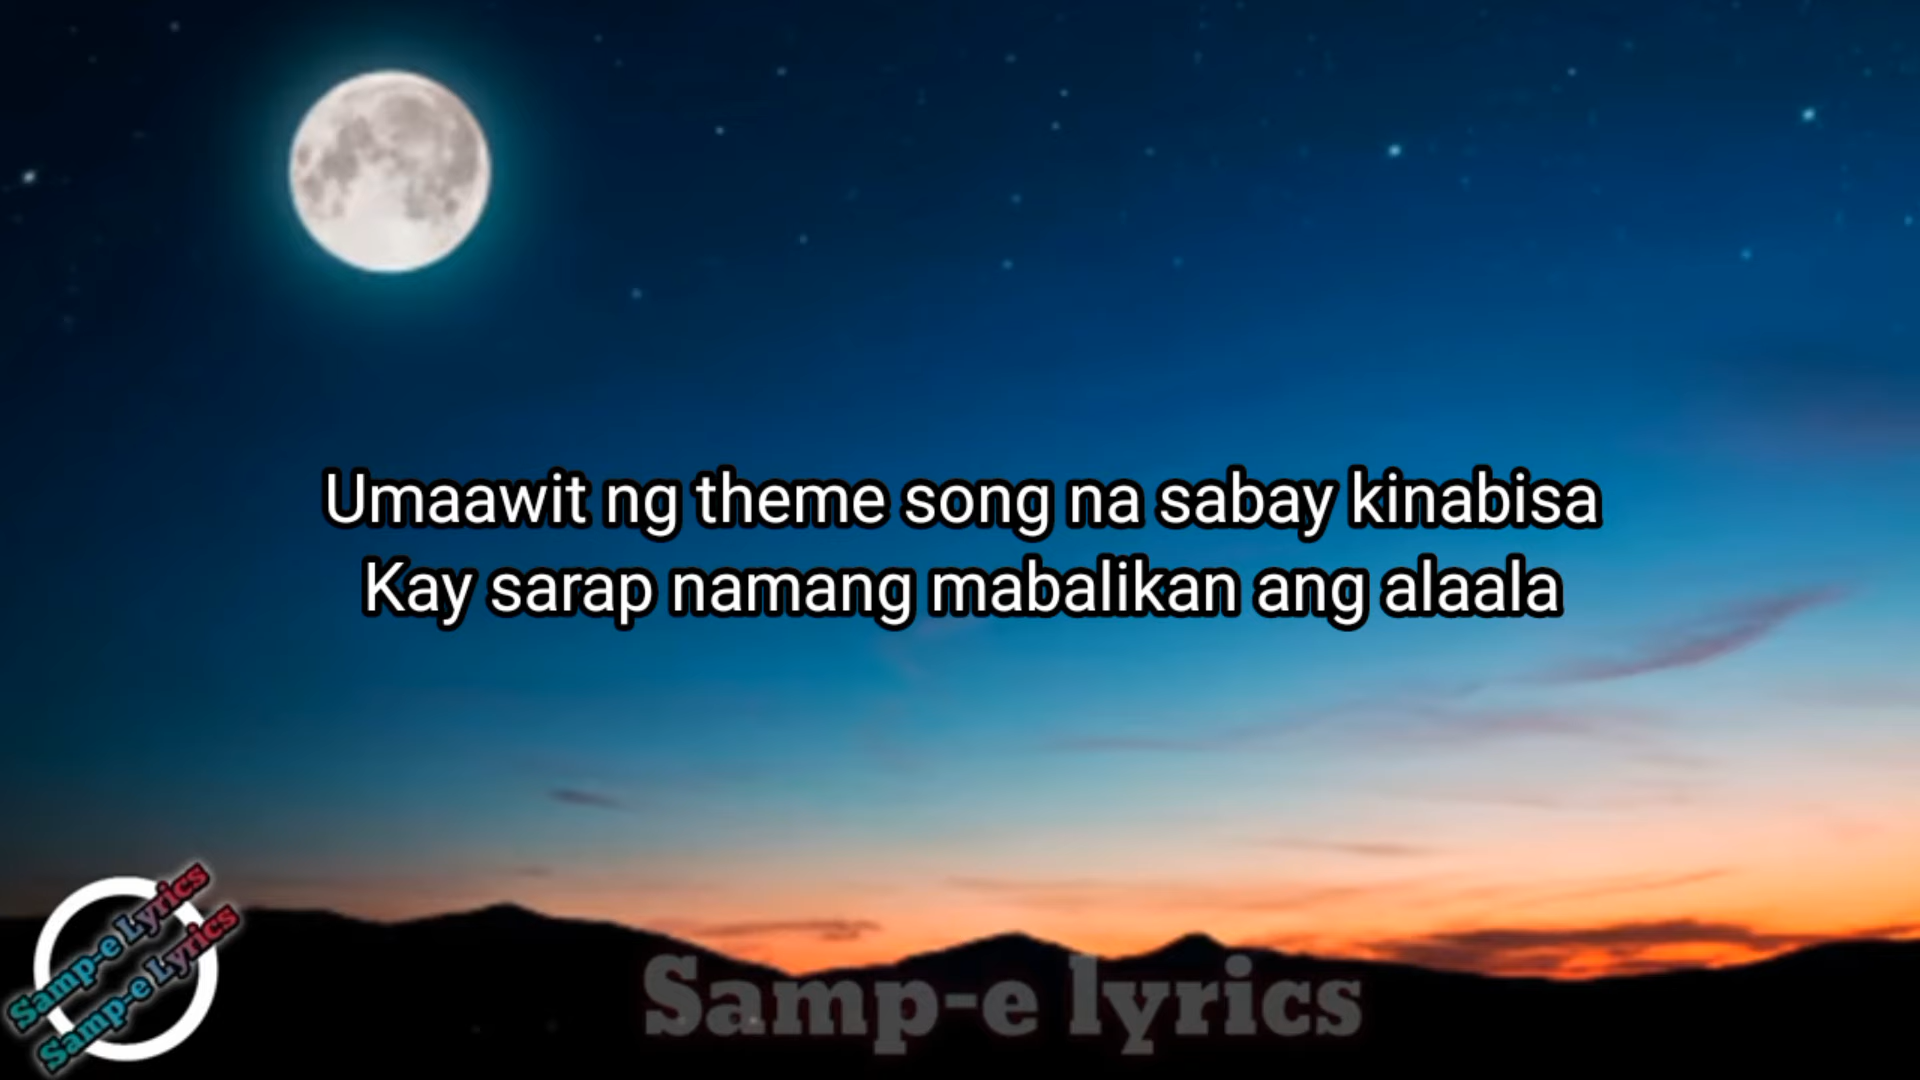 Umaawit ng theme song na sabay kinabisa
Kay sarap namang mabalikan ang alaala
Samp-e Lyrics
Samp-e Lyrics
Samp-e lyrics